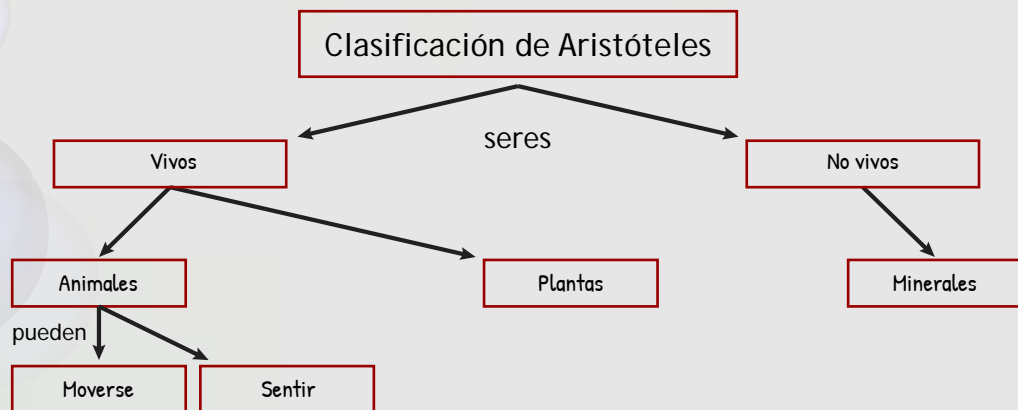 Clasificación de Aristóteles
seres
Vivos
No vivos
Animales
Plantas
Minerales
pueden
Moverse
Sentir